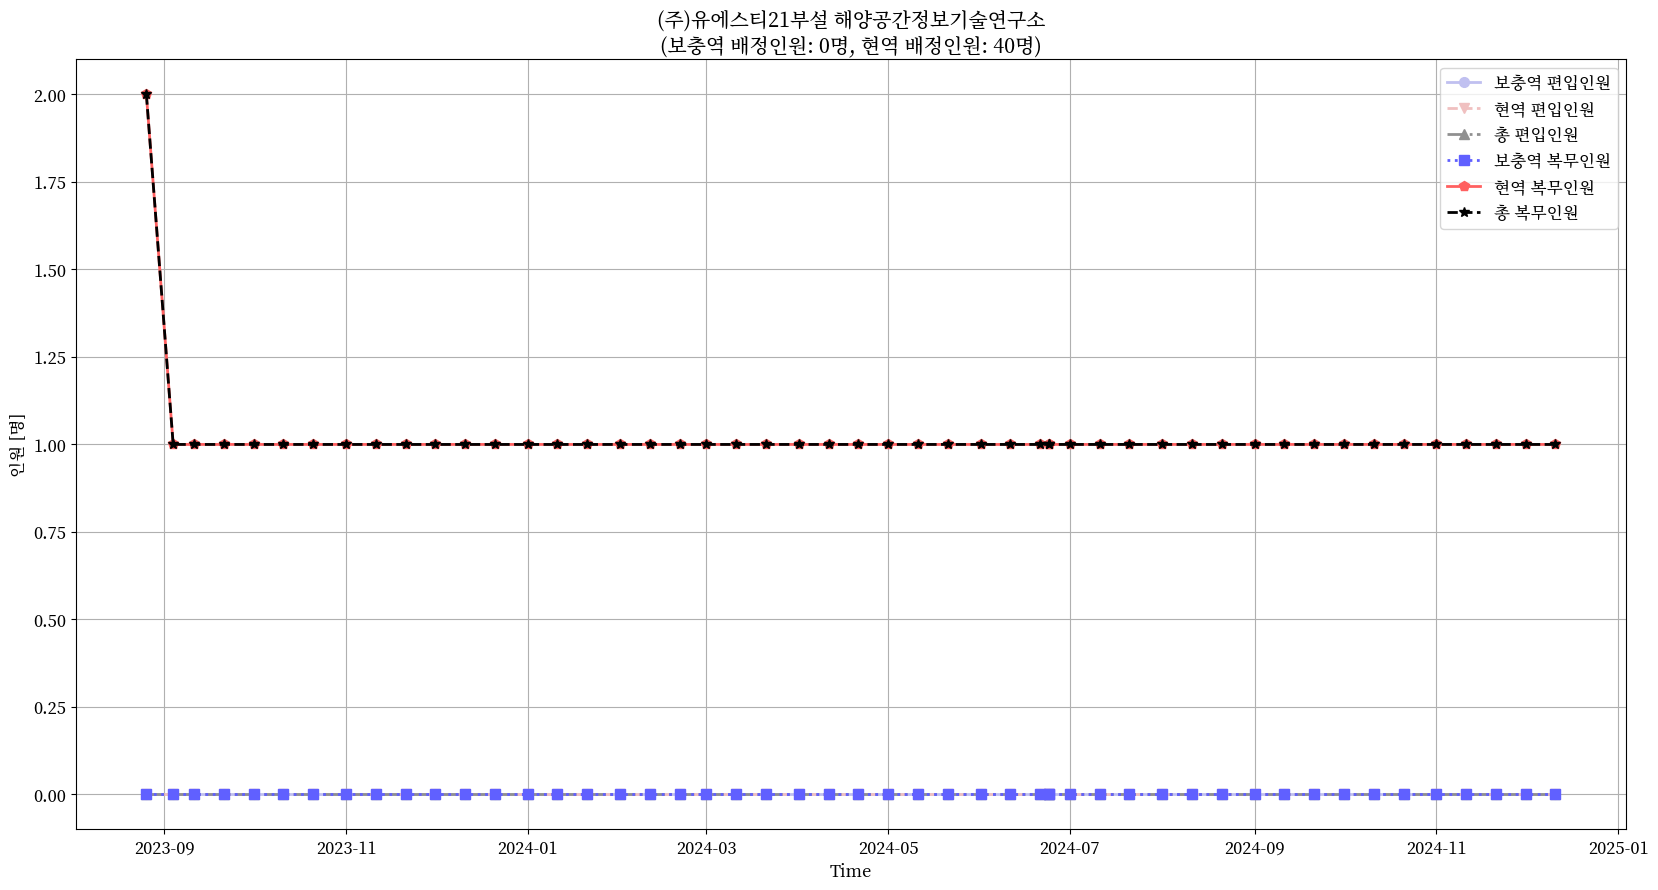 (주)유에스티21부설 해양공간정보기술연구소
(보충역 배정인원: 0명, 현역 배정인원: 40명)
보충역 편입인원
현역 편입인원
총 편입인원
보충역 복무인원
현역 복무인원
총 복무인원
인원 [명]
2.00
1.75
1.50
1.25
1.00
0.75
0.50
0.25
0.00
2023-09
2023-11
2024-01
2024-03
2024-05
2024-07
2024-09
2024-11
2025-01
Time